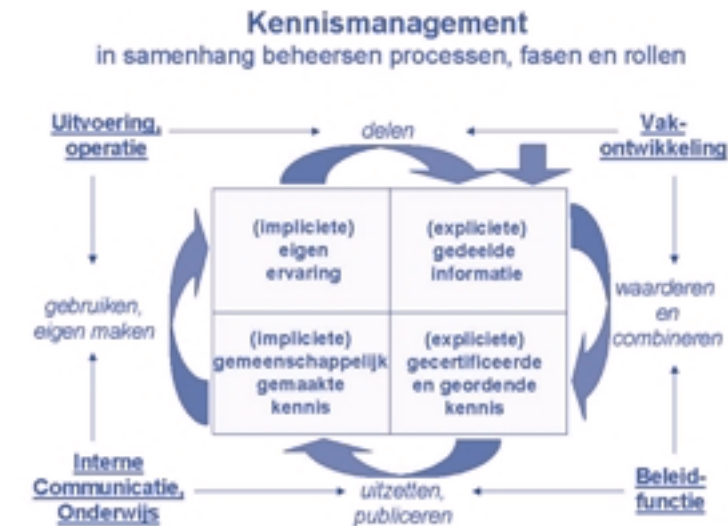 Kennismanagement
in samenhang beheersen processen, fasen en rollen
Uitvoering,
operatie
delen
Vak-
ontwikkeling
(impliciete)
eigen
ervaring
(expliciete)
gedeelde
informatie
gebruiken,
eigen maken
waarderen
en
combineren
(impliciete)
gemeenschappelijk
gemaakte
kennis
(expliciete)
gecertificeerde
en geordende
kennis
Interne
Communicatie,
Onderwijs
uitzetten,
publiceren
Beleid-
functie